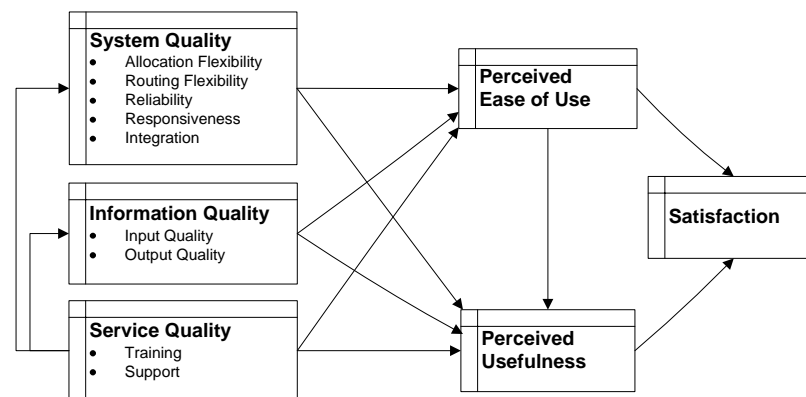 System Quality
• Allocation Flexibility
• Routing Flexibility
• Reliability
• Responsiveness
• Integration
Information Quality
• Input Quality
• Output Quality
Service Quality
• Training
• Support
Perceived
Ease of Use
Perceived
Usefulness
Satisfaction